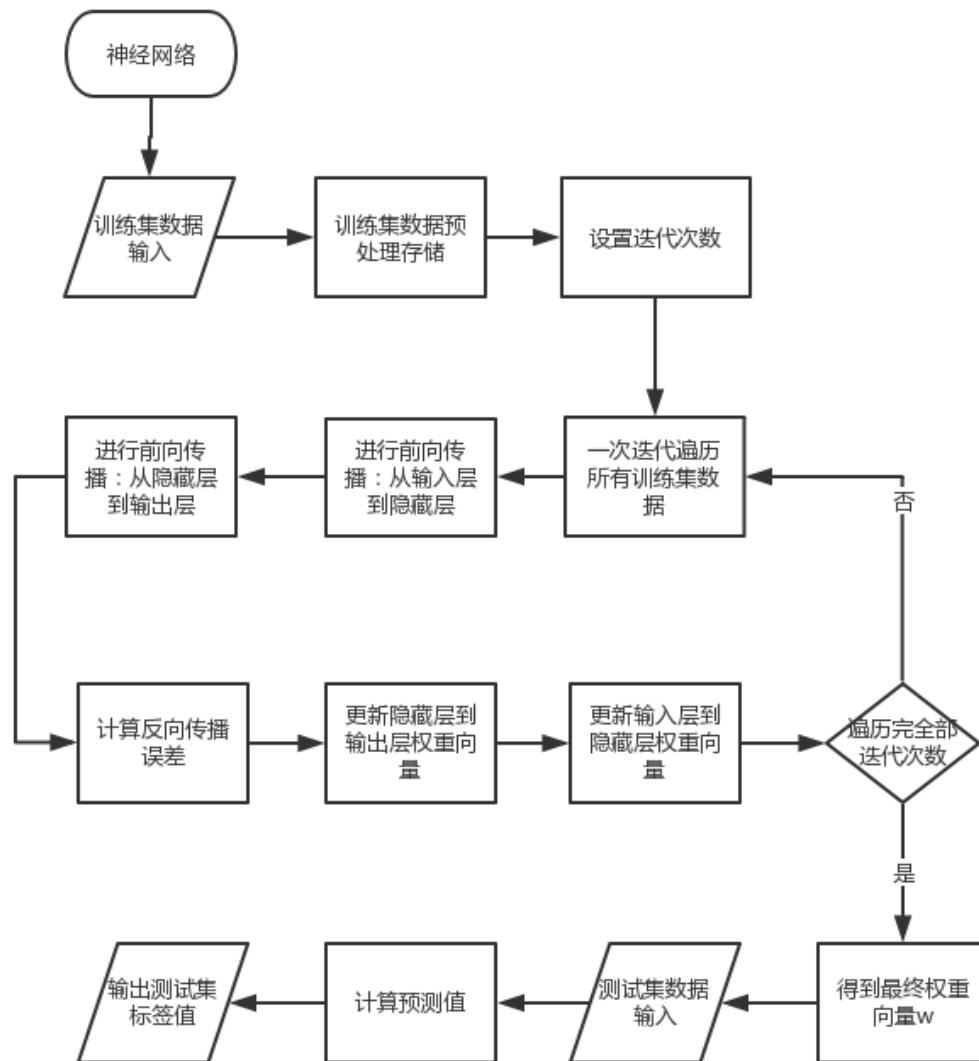 神经网络
训练集数据
输入
训练集数据预
处理存储
设置迭代次数
一次迭代遍历
所有训练集数
据
进行前向传
播：从输入层
到隐藏层
进行前向传
播：从隐藏层
到输出层
否
计算反向传播
误差
更新隐藏层到
输出层权重向
量
更新输入层到
隐藏层权重向
量
遍历完全部
迭代次数
是
得到最终权重
向量w
测试集数据
输入
计算预测值
输出测试集
标签值